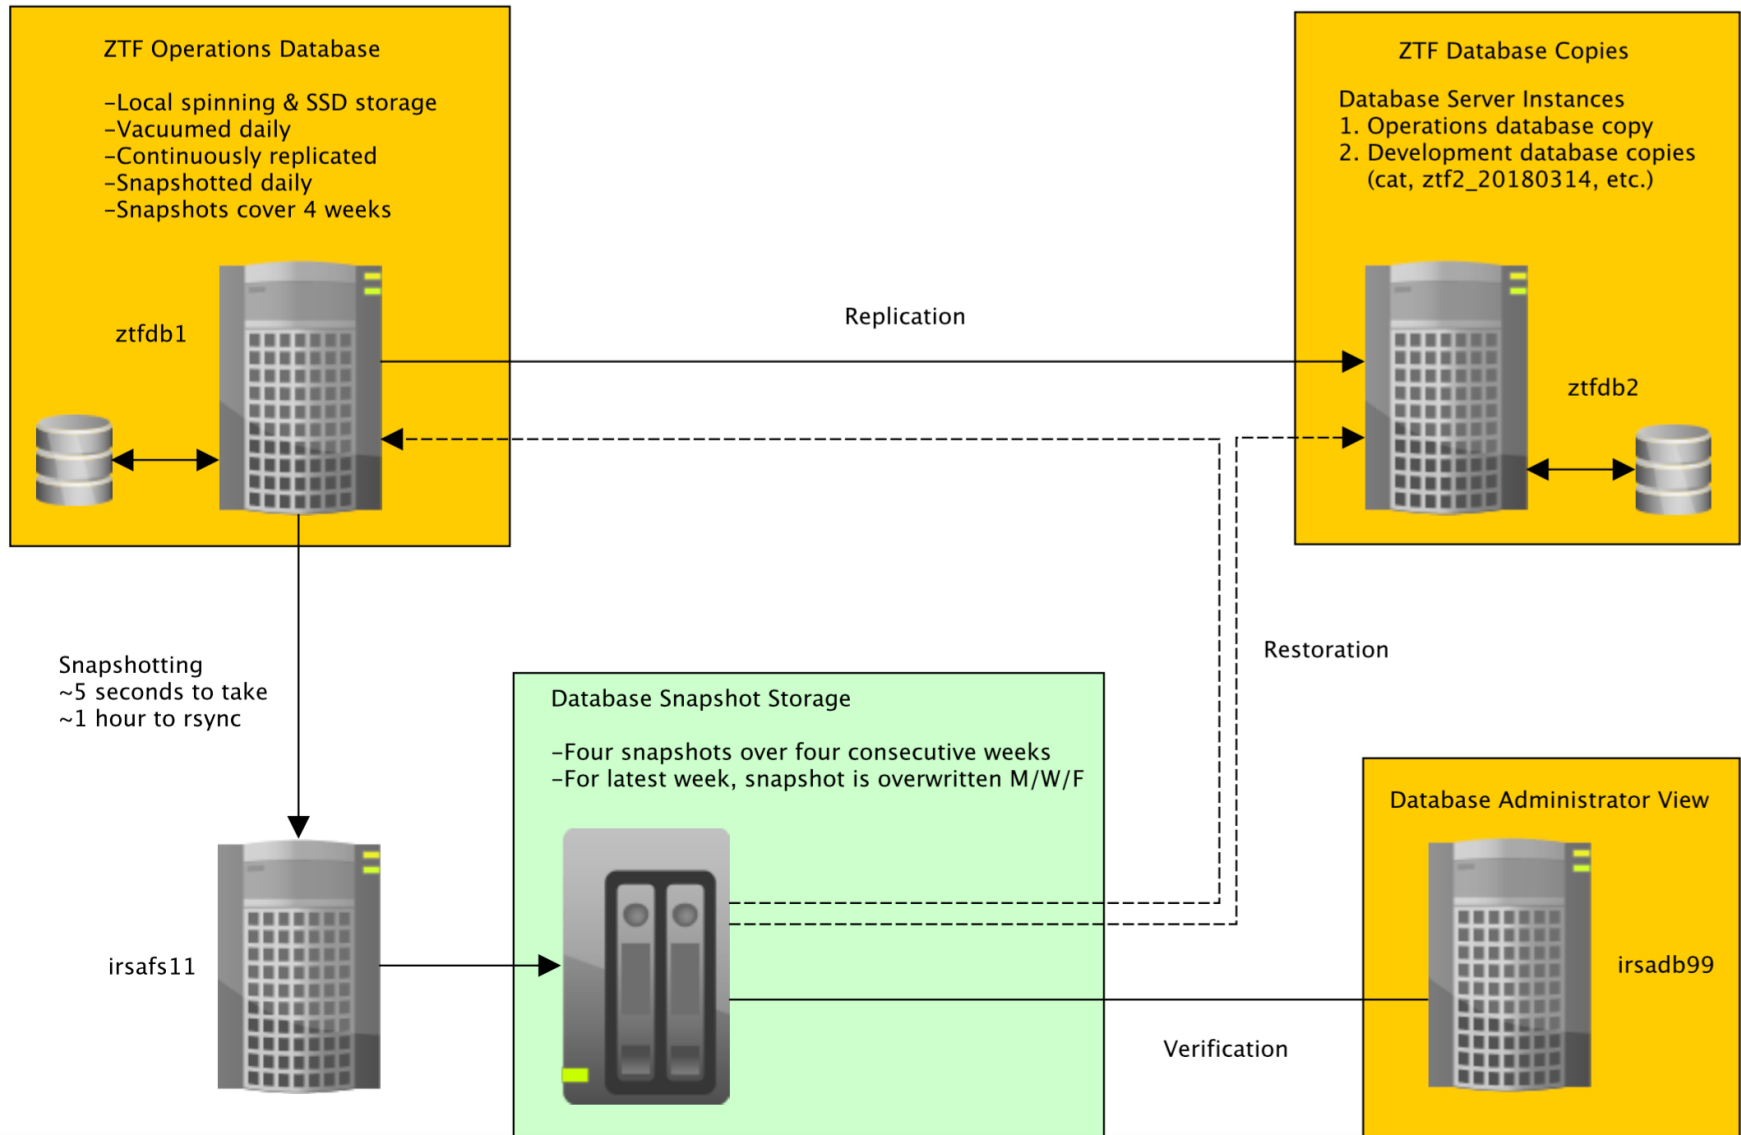 ZTF Operations Database
–Local spinning & SSD storage
–Vacuumed daily
–Continuously replicated
–Snapshotted daily
–Snapshots cover 4 weeks
ztfdb1
Replication
ZTF Database Copies
Database Server Instances
1. Operations database copy
2. Development database copies
(cat, ztf2_20180314, etc.)
ztfdb2
Snapshotting
~5 seconds to take
~1 hour to rsync
Restoration
Database Snapshot Storage
–Four snapshots over four consecutive weeks
–For latest week, snapshot is overwritten M/W/F
Database Administrator View
irsafs11
irsadb99
Verification